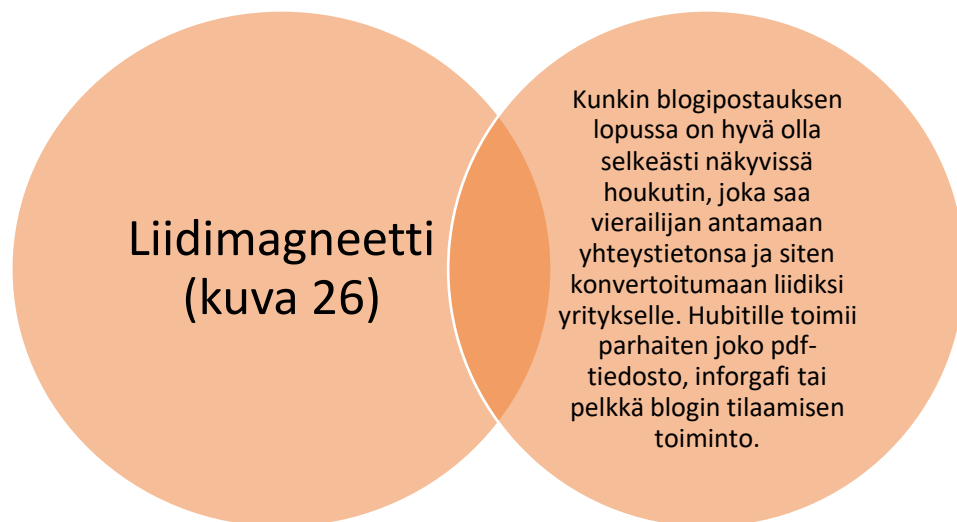 Liidimagneetti
(kuva 26)
Kunkin blogipostauksen
lopussa on hyvä olla
selkeästi näkyvissä
houkutin, joka saa
vierailijan antamaan
yhteystietonsa ja siten
konvertoitumaan liidiksi
yritykselle. Hubitille toimii
parhaiten joko pdf-
tiedosto, inforgafi tai
pelkkä blogin tilaamisen
toiminto.